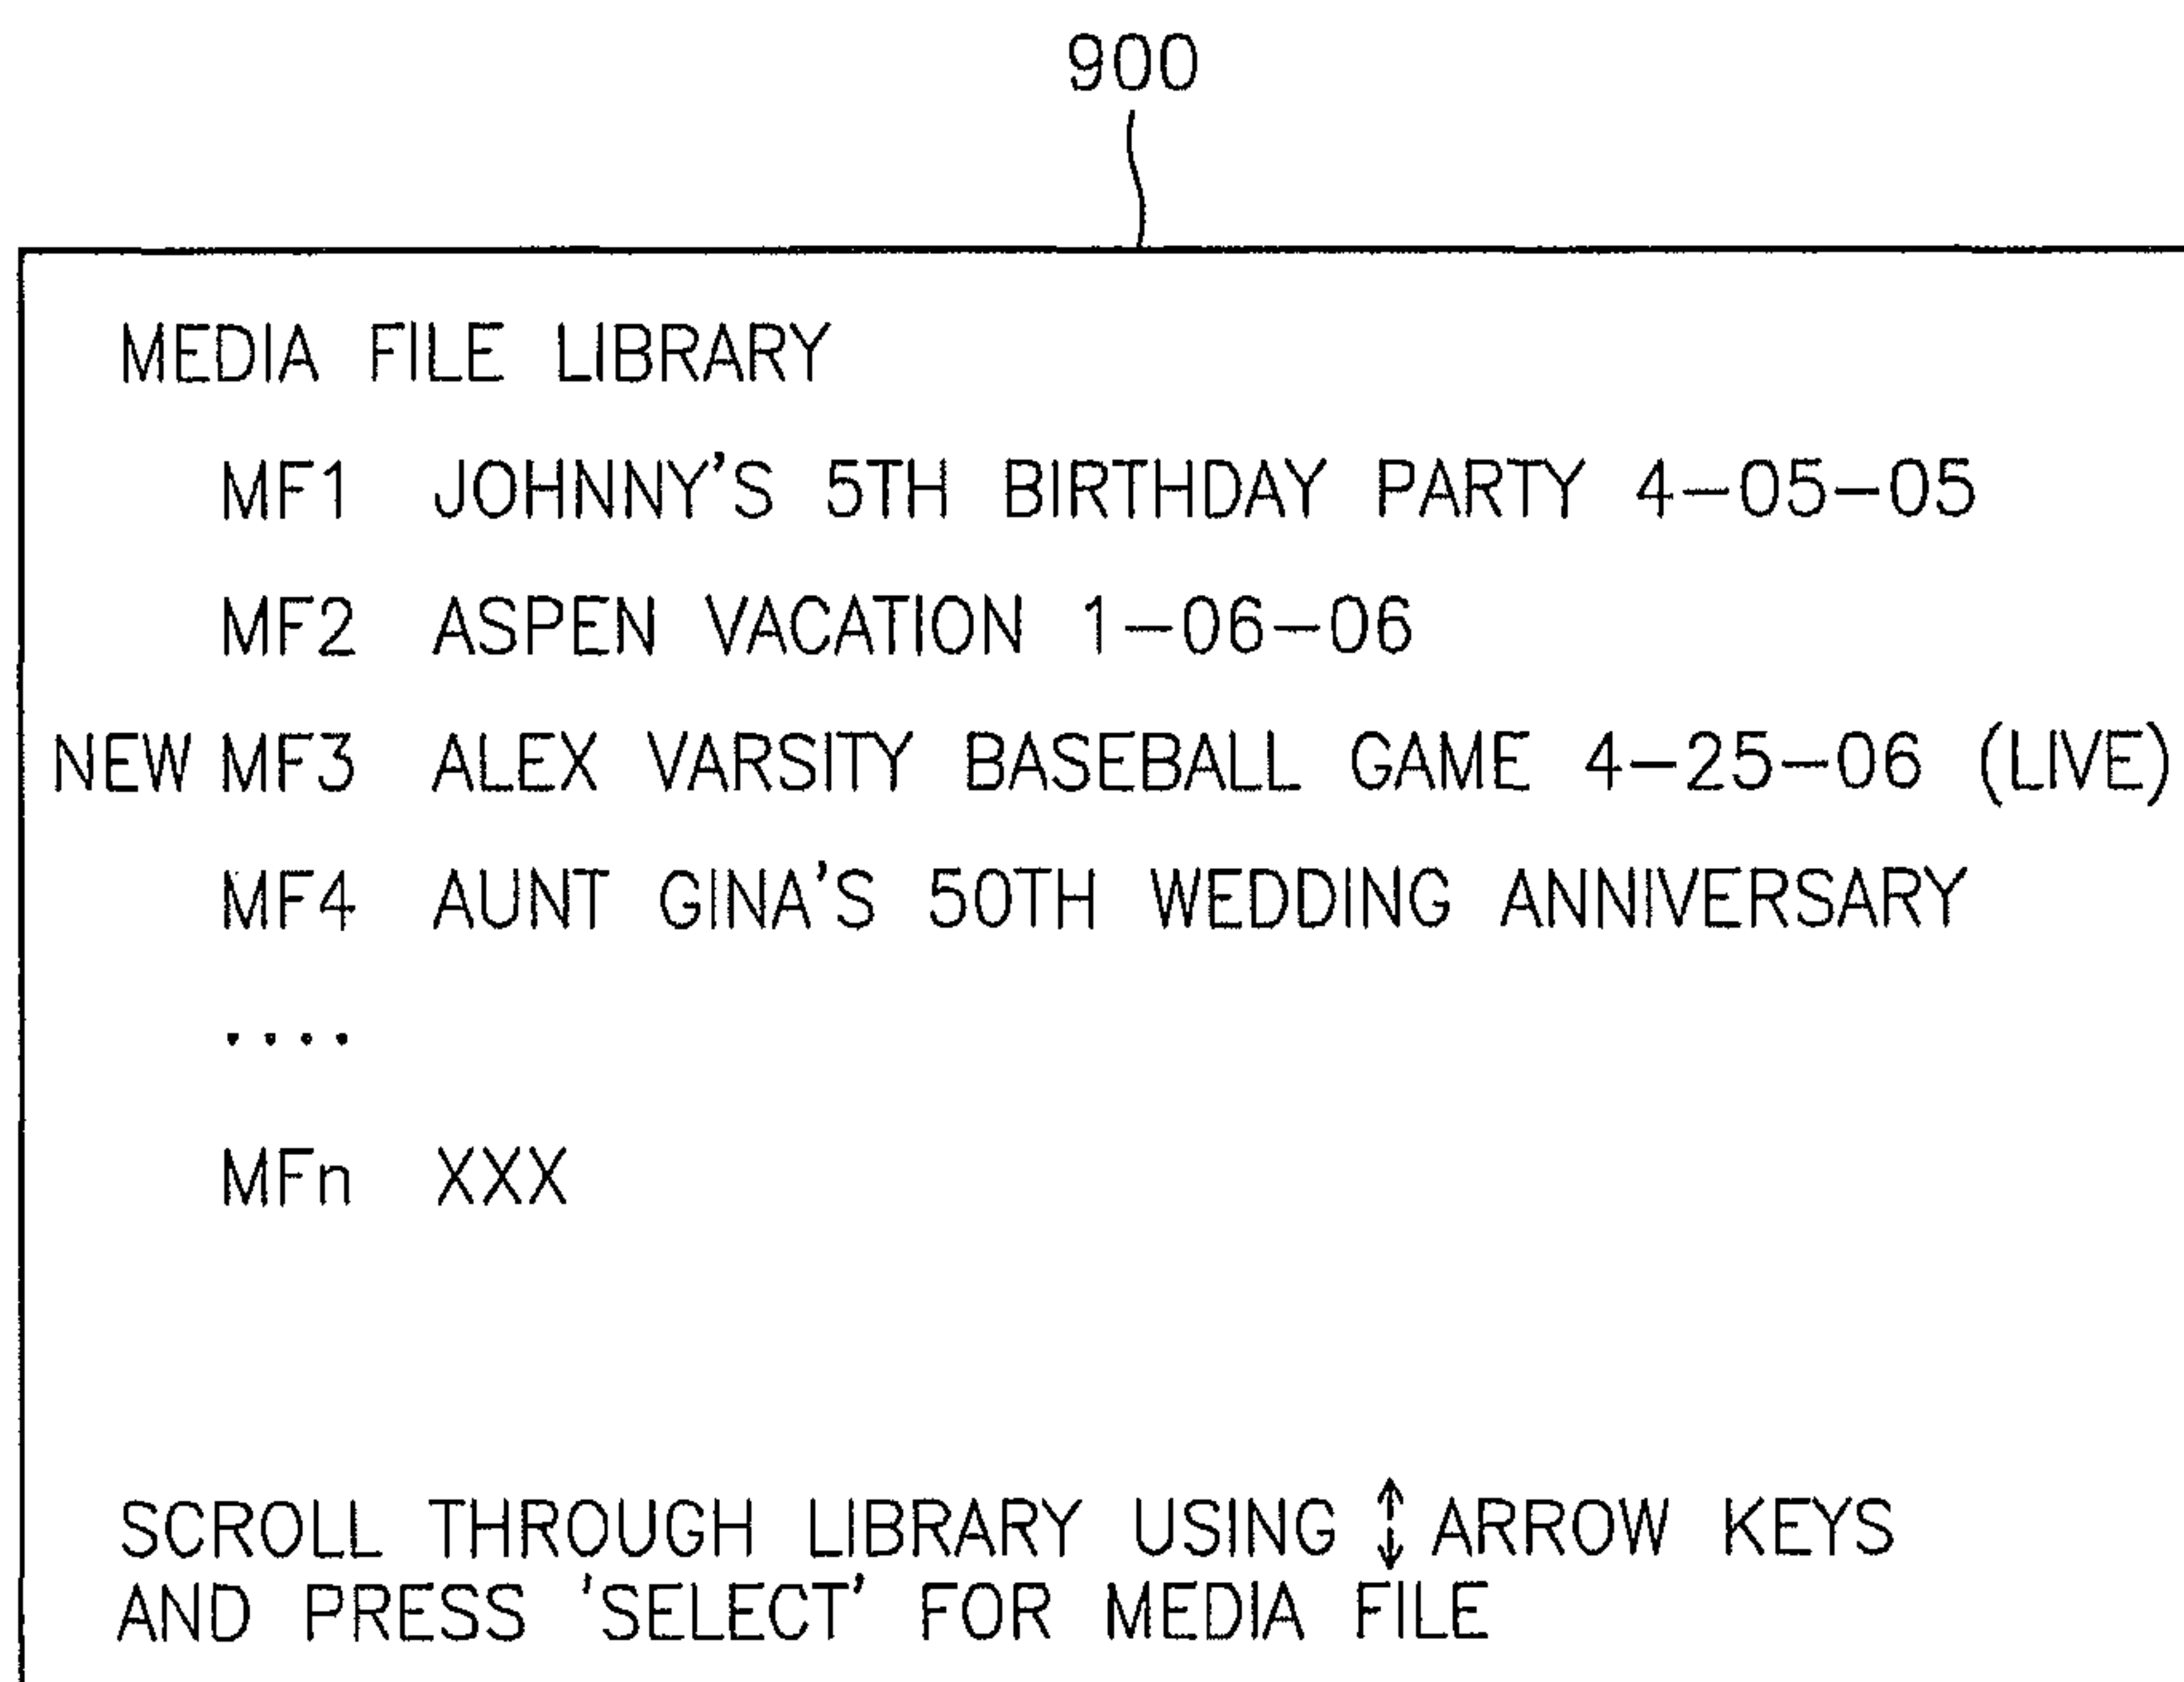 900
MEDIA FILE LIBRARY
MF1 JOHNNY'S 5TH BIRTHDAY PARTY 4-05-05
MF2 ASPEN VACATION 1-06-06
NEW MF3 ALEX VARSITY BASEBALL GAME 4-25-06 (LIVE)
MF4 AUNT GINA'S 50TH WEDDING ANNIVERSARY
....
MFn XXX
SCROLL THROUGH LIBRARY USING ↕ ARROW KEYS
AND PRESS 'SELECT' FOR MEDIA FILE